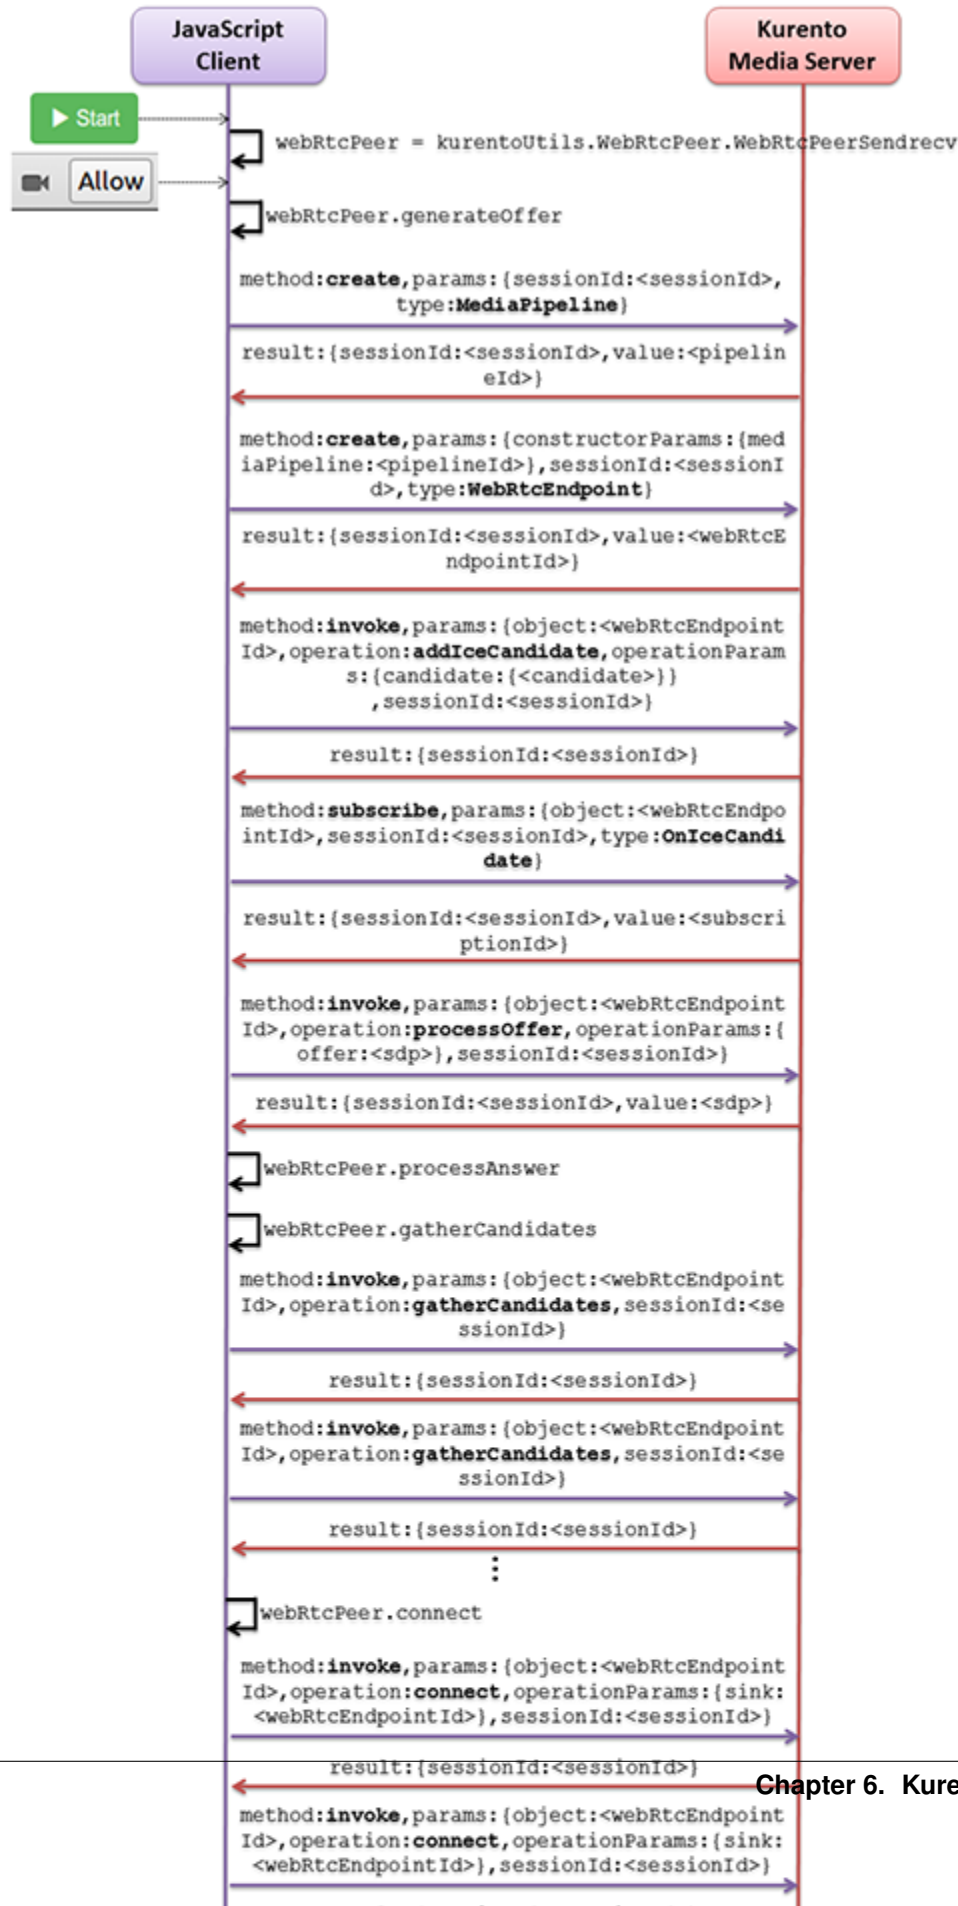 JavaScript
Client
Kurento
Media Server
Start
webRtcPeer = kurentoUtils.WebRtcPeer.WebRtcPeerSendrecv
Allow
webRtcPeer.generateOffer
method:create,params:{sessionId:<sessionId>,
type:MediaPipeline}
result:{sessionId:<sessionId>,value:<pipelin
eId>}
method:create,params:{constructorParams:{med
iaPipeline:<pipelineId>},sessionId:<sessionI
d>,type:WebRtcEndpoint}
result:{sessionId:<sessionId>,value:<webRtcE
ndpointId>}
method:invoke,params:{object:<webRtcEndpoint
Id>,operation:addIceCandidate,operationParam
s:{candidate:{<candidate>}}
,sessionId:<sessionId>}
result:{sessionId:<sessionId>}
method:subscribe,params:{object:<webRtcEndpo
intId>,sessionId:<sessionId>,type:OnIceCandi
date}
result:{sessionId:<sessionId>,value:<subscri
ptionId>}
method:invoke,params:{object:<webRtcEndpoint
Id>,operation:processOffer,operationParams:{
offer:<sdp>},sessionId:<sessionId>}
result:{sessionId:<sessionId>,value:<sdp>}
webRtcPeer.processAnswer
webRtcPeer.gatherCandidates
method:invoke,params:{object:<webRtcEndpoint
Id>,operation:gatherCandidates,sessionId:<se
ssionId>}
result:{sessionId:<sessionId>}
method:invoke,params:{object:<webRtcEndpoint
Id>,operation:gatherCandidates,sessionId:<se
ssionId>}
result:{sessionId:<sessionId>}
⋮
webRtcPeer.connect
method:invoke,params:{object:<webRtcEndpoint
Id>,operation:connect,operationParams:{sink:
<webRtcEndpointId>},sessionId:<sessionId>}
result:{sessionId:<sessionId>}
Chapter 6. Kure
method:invoke,params:{object:<webRtcEndpoint
Id>,operation:connect,operationParams:{sink:
<webRtcEndpointId>},sessionId:<sessionId>}